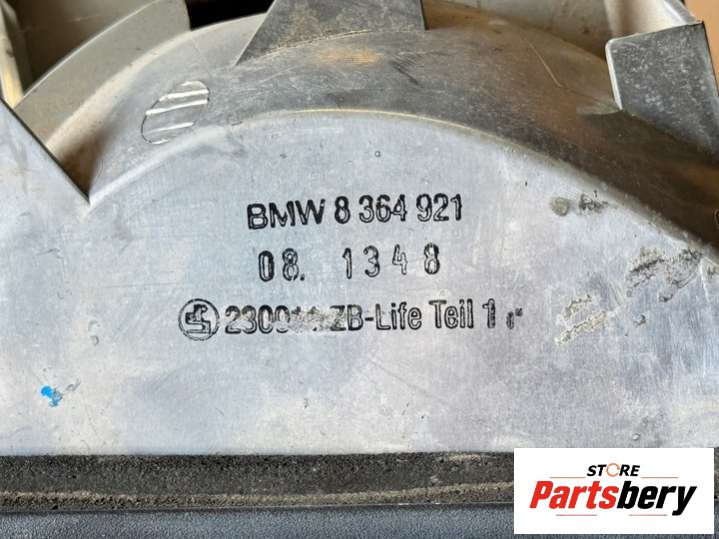 BMW 8 364 921
08. 1348
ZB-Life Teil 1
STORE
Partsbery